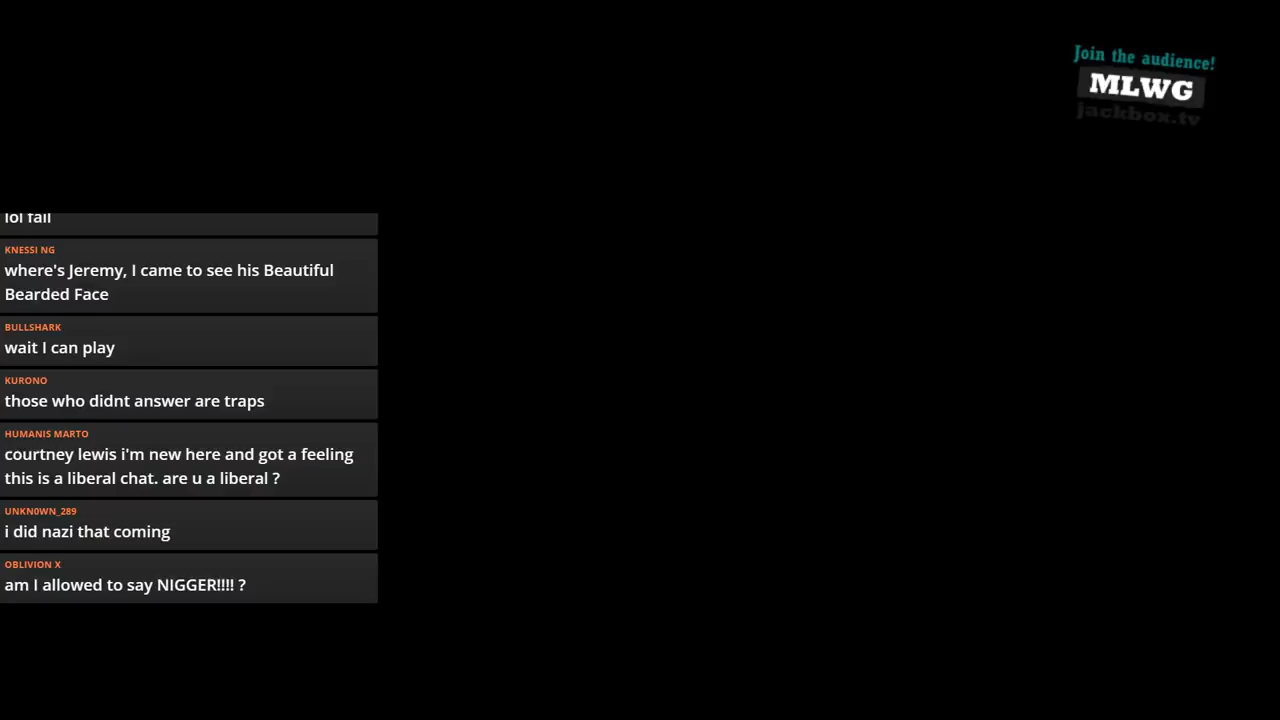 Join the audience!
MLWG
jackbox.tv
lol fail
KNESSI NG
where's Jeremy, I came to see his Beautiful
Bearded Face
BULLSHARK
wait I can play
KURONO
those who didnt answer are traps
HUMANIS MARTO
courtney lewis i'm new here and got a feeling
this is a liberal chat. are u a liberal ?
UNKN0WN_289
i did nazi that coming
OBLIVION X
am I allowed to say NIGGER!!!! ?